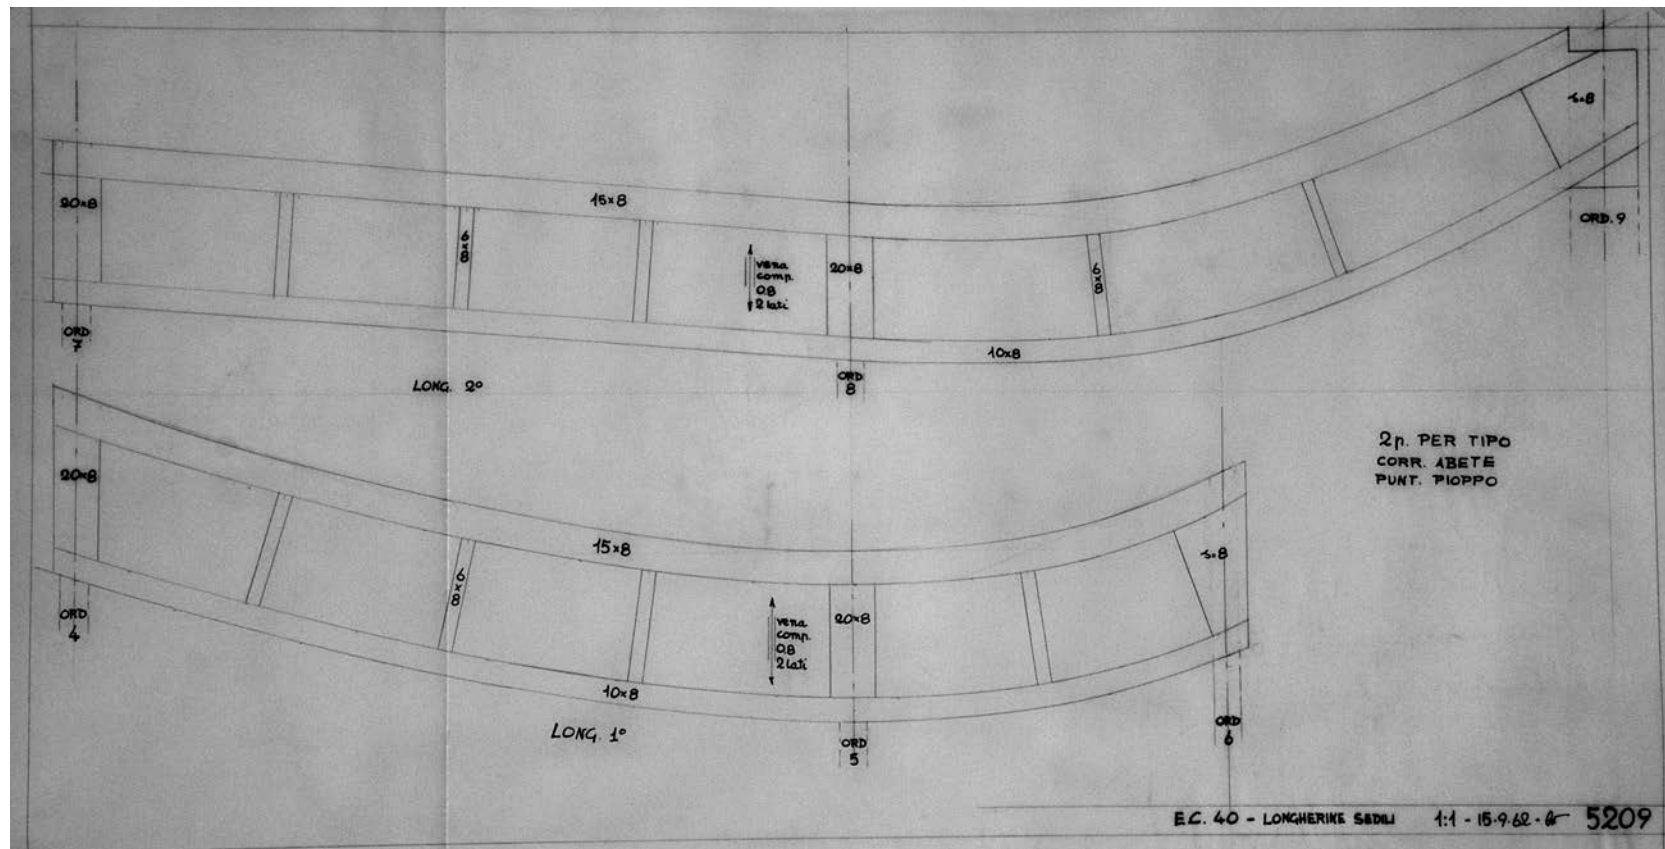 20×8
15×8
6×8
vena
comp.
0.8
2 lati
20×8
6×8
10×8
s=8
ORD. 9
ORD
7
ORD
8
LONG. 2°
20×8
15×8
6×8
vena
comp.
0.8
2 lati
20×8
s=8
10×8
ORD
4
ORD
5
ORD
6
LONG. 1°
2p. PER TIPO
CORR. ABETE
PUNT. PIOPPO
E.C. 40 - LONGHERINE SEDILI 1:1 - 15.9.62 - 5209